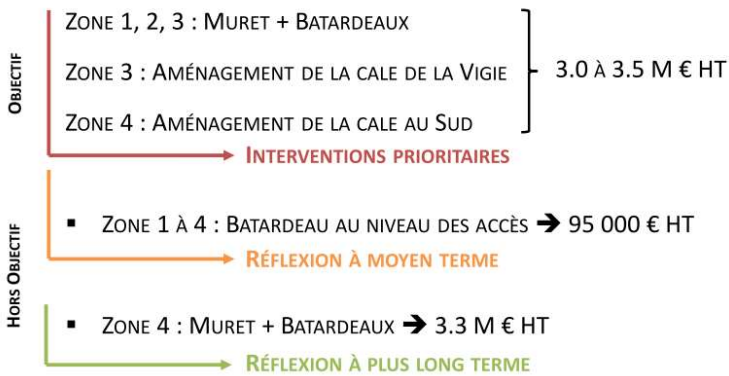 OBJECTIF
ZONE 1, 2, 3 : MURET + BATARDEAUX
ZONE 3 : AMÉNAGEMENT DE LA CALE DE LA VIGIE
3.0 À 3.5 M € HT
ZONE 4 : AMÉNAGEMENT DE LA CALE AU SUD
INTERVENTIONS PRIORITAIRES
HORS OBJECTIF
▪ ZONE 1 À 4 : BATARDEAU AU NIVEAU DES ACCÈS ➔ 95 000 € HT
RÉFLEXION À MOYEN TERME
▪ ZONE 4 : MURET + BATARDEAUX ➔ 3.3 M € HT
RÉFLEXION À PLUS LONG TERME